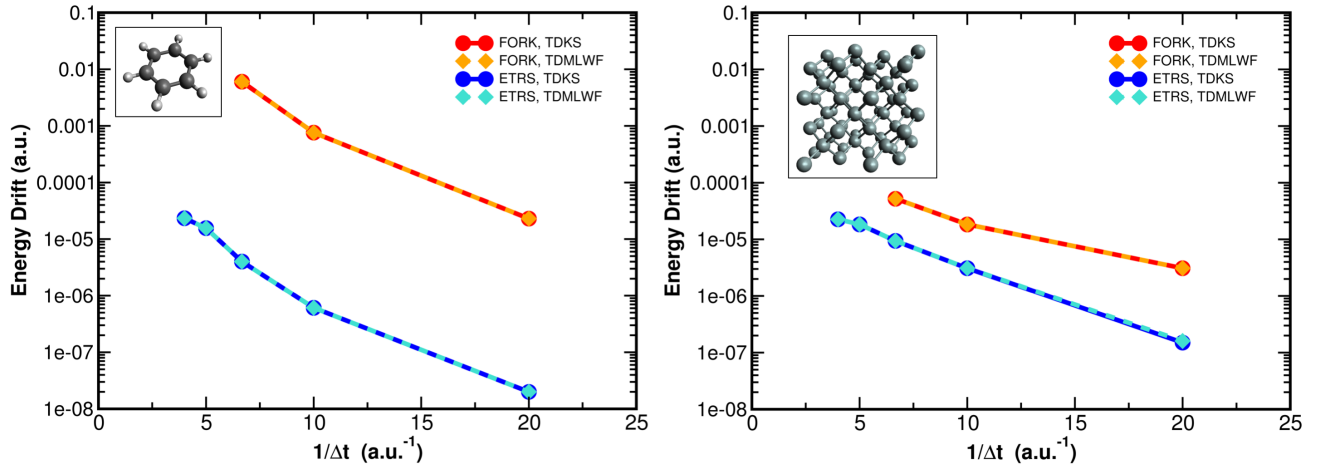 0.1
0.01
0.001
0.0001
1e-05
1e-06
1e-07
1e-08
Energy Drift (a.u.)
FORK, TDKS
FORK, TDMLWF
ETRS, TDKS
ETRS, TDMLWF
0 5 10 15 20 25
1/Δt (a.u.⁻¹)
0.1
0.01
0.001
0.0001
1e-05
1e-06
1e-07
1e-08
Energy Drift (a.u.)
FORK, TDKS
FORK, TDMLWF
ETRS, TDKS
ETRS, TDMLWF
0 5 10 15 20 25
1/Δt (a.u.⁻¹)